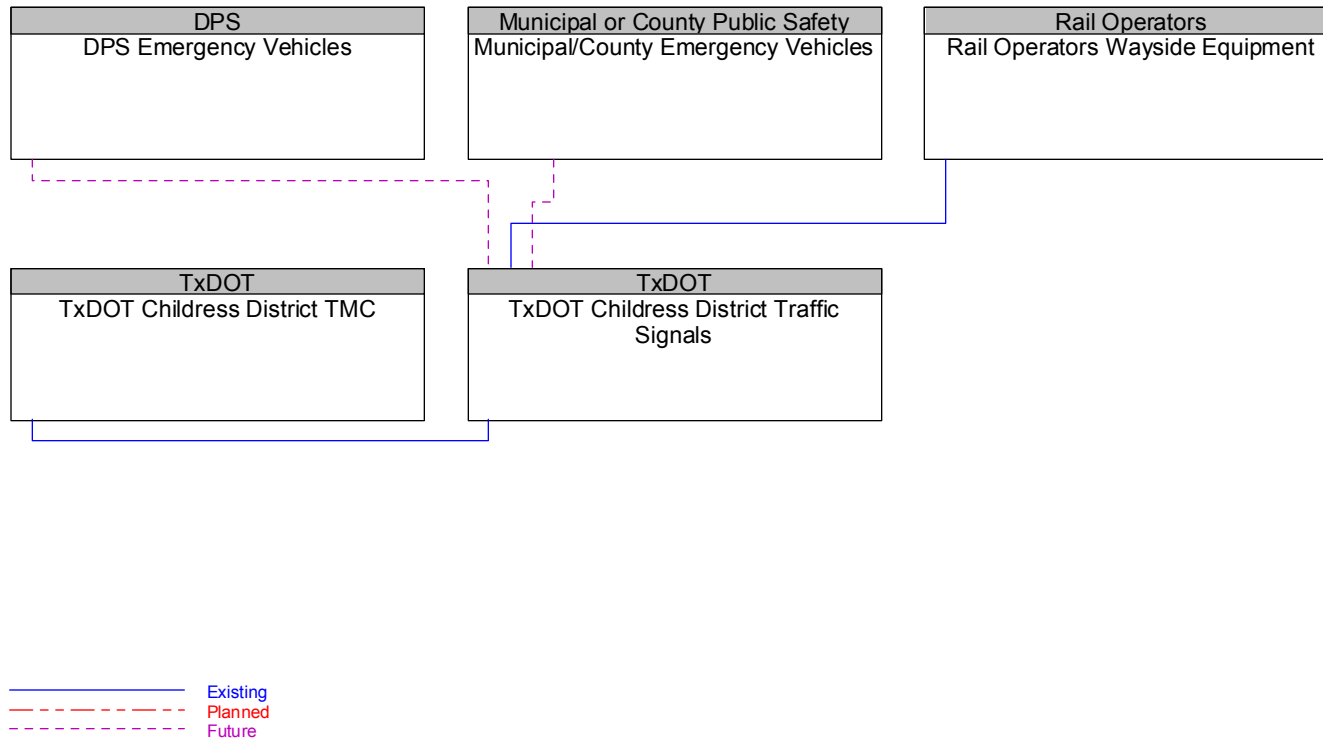 DPS
DPS Emergency Vehicles
Municipal or County Public Safety
Municipal/County Emergency Vehicles
Rail Operators
Rail Operators Wayside Equipment
TxDOT
TxDOT Childress District TMC
TxDOT
TxDOT Childress District Traffic
Signals
Existing
Planned
Future